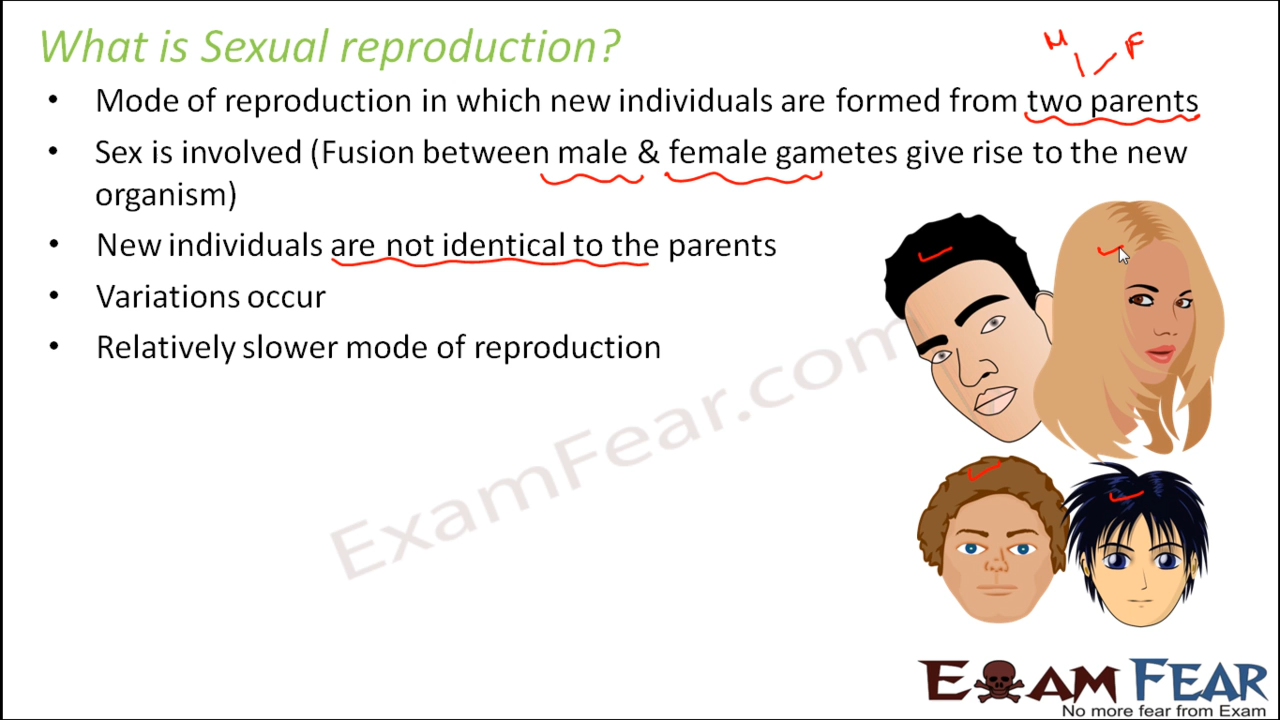 What is Sexual reproduction?
M F
• Mode of reproduction in which new individuals are formed from two parents
• Sex is involved (Fusion between male & female gametes give rise to the new
organism)
• New individuals are not identical to the parents
• Variations occur
• Relatively slower mode of reproduction
ExamFear.com
EXAM FEAR
No more fear from Exam